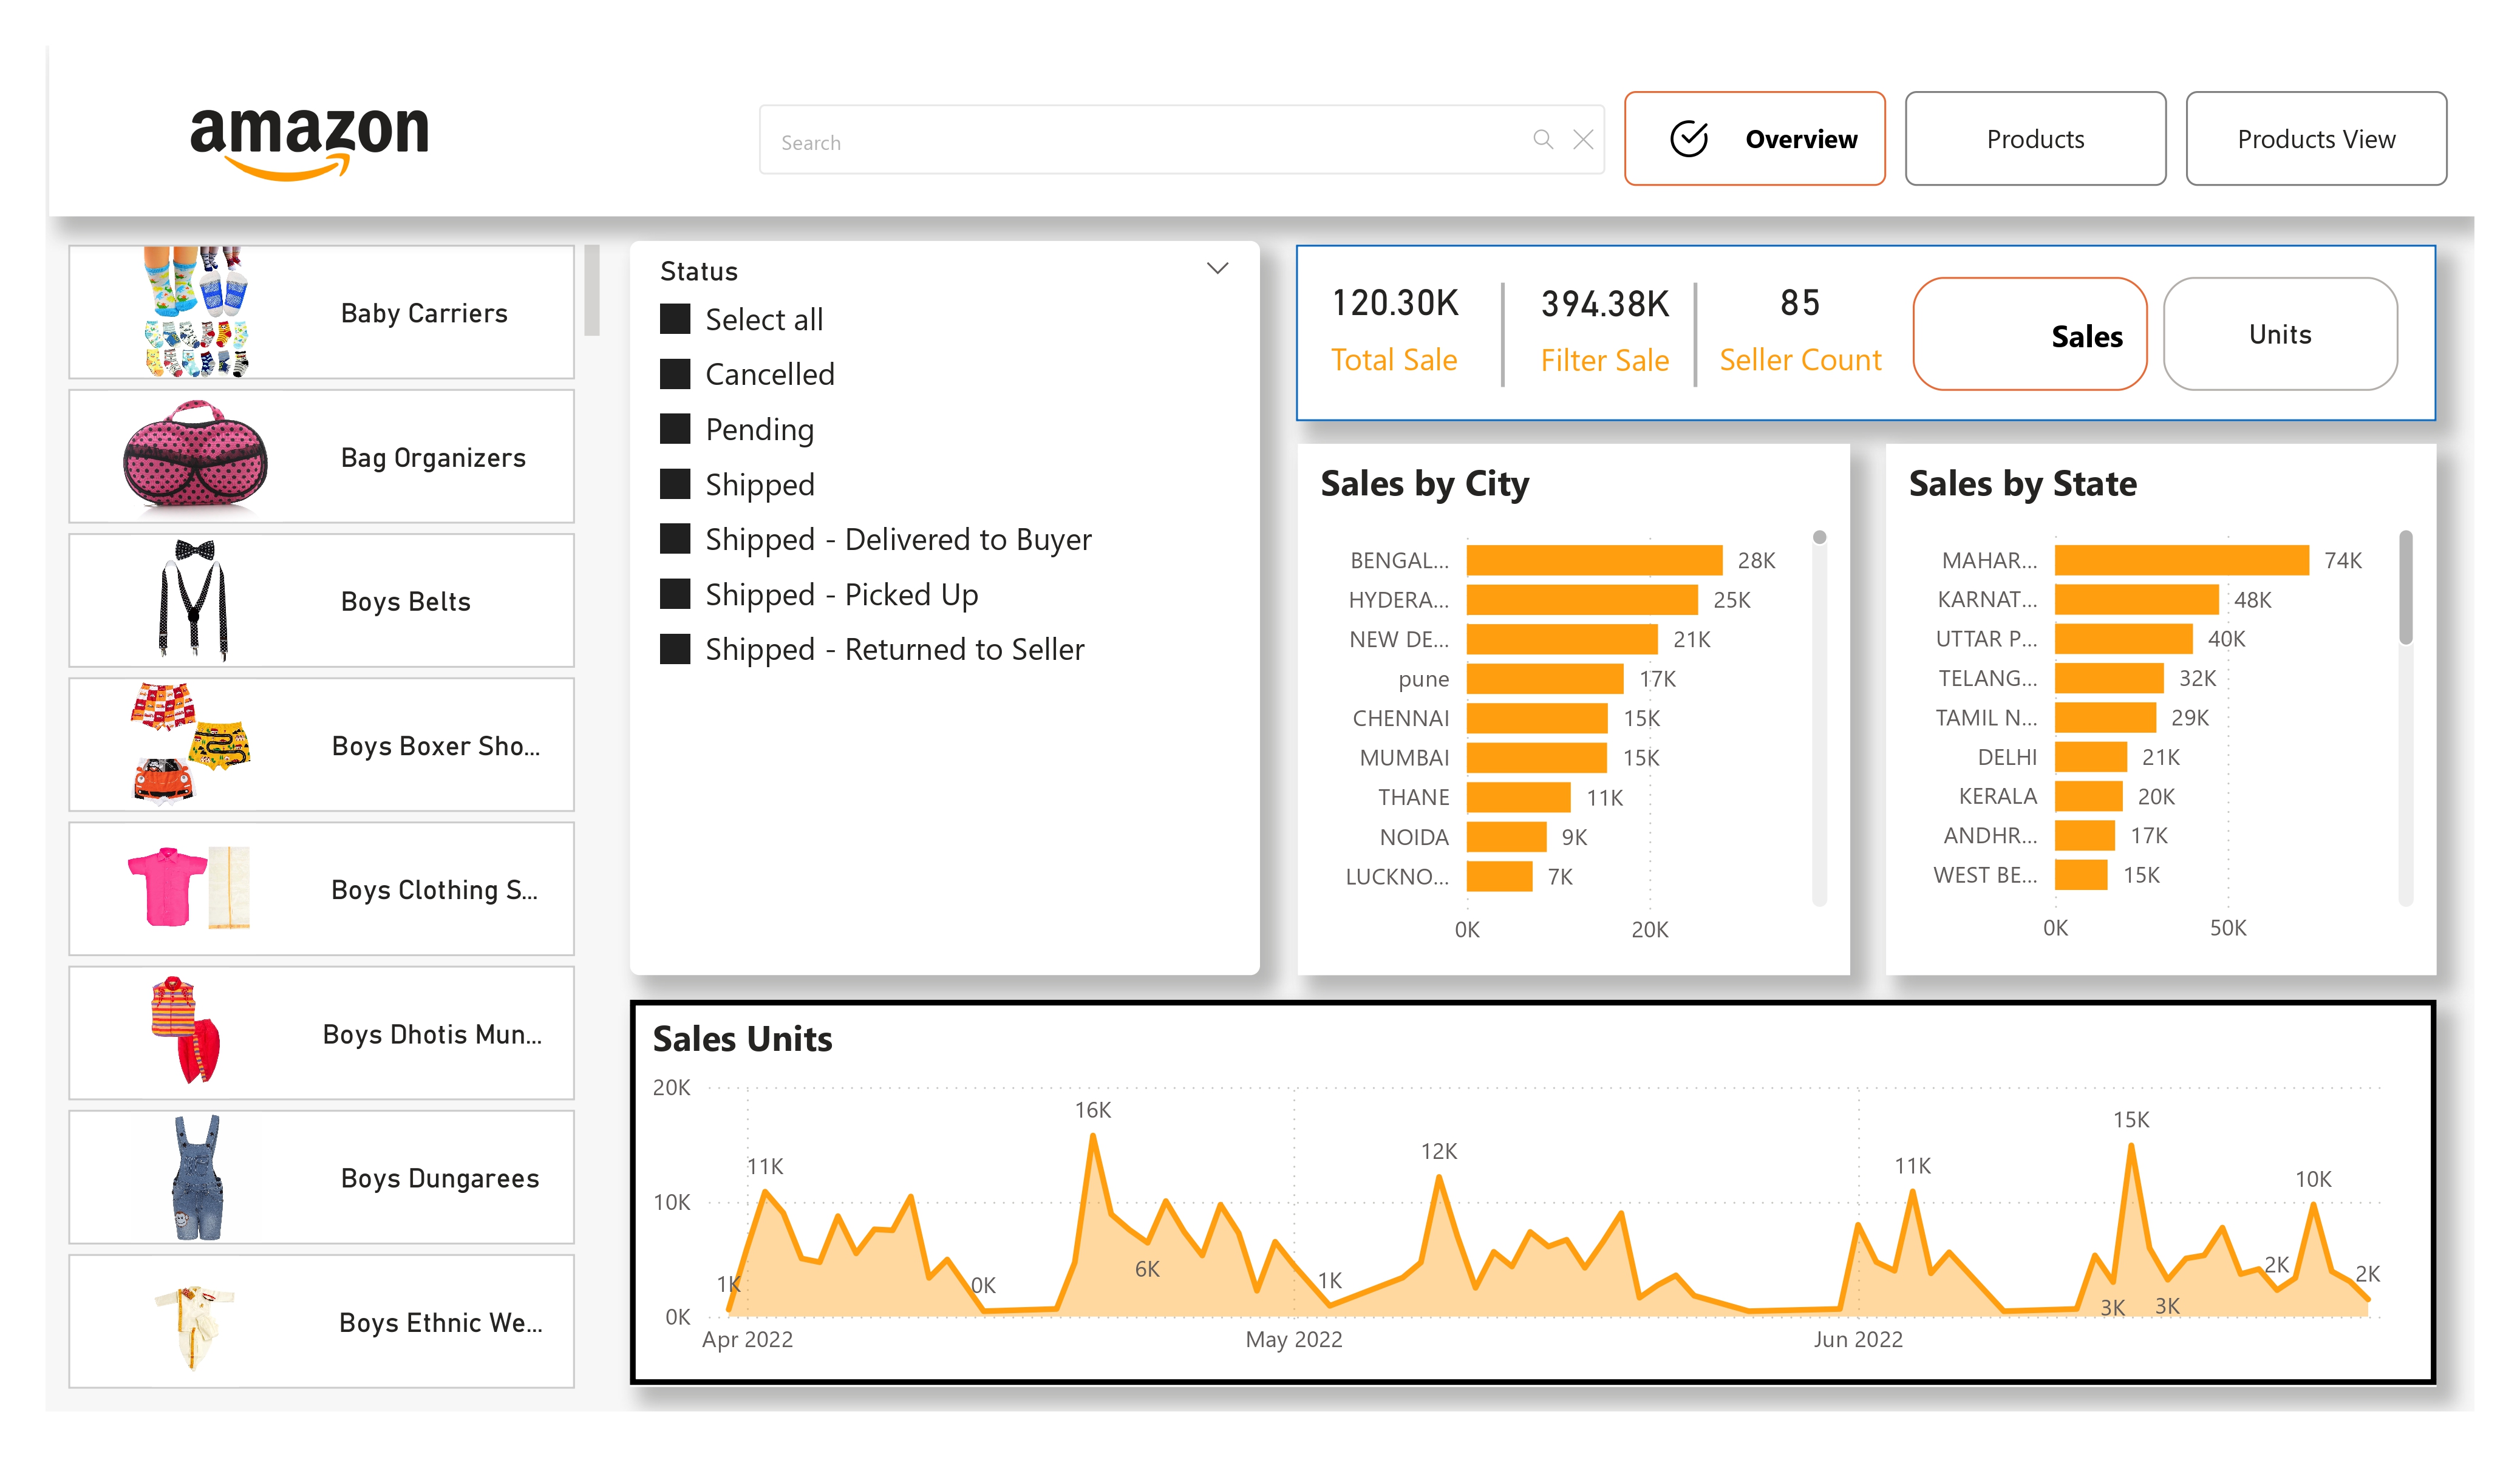 amazon
Search
Overview
Products
Products View
Baby Carriers
Bag Organizers
Boys Belts
Boys Boxer Sho...
Boys Clothing S...
Boys Dhotis Mun...
Boys Dungarees
Boys Ethnic We...
Status
Select all
Cancelled
Pending
Shipped
Shipped - Delivered to Buyer
Shipped - Picked Up
Shipped - Returned to Seller
120.30K
Total Sale
394.38K
Filter Sale
85
Seller Count
Sales
Units
Sales by City
BENGAL... 28K
HYDERA... 25K
NEW DE... 21K
pune 17K
CHENNAI 15K
MUMBAI 15K
THANE 11K
NOIDA 9K
LUCKNO... 7K
0K 20K
Sales by State
MAHAR... 74K
KARNAT... 48K
UTTAR P... 40K
TELANG... 32K
TAMIL N... 29K
DELHI 21K
KERALA 20K
ANDHR... 17K
WEST BE... 15K
0K 50K
Sales Units
20K
10K
0K
1K
11K
0K
16K
6K
1K
12K
11K
3K
15K
3K
2K
10K
2K
Apr 2022 May 2022 Jun 2022